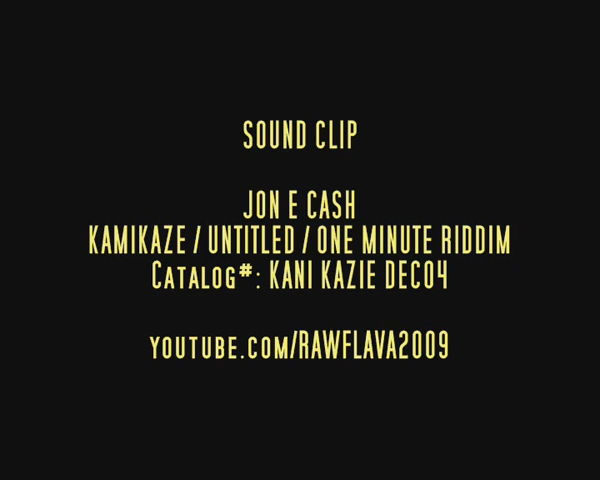 SOUND CLIP
JON E CASH
KAMIKAZE / UNTITLED / ONE MINUTE RIDDIM
CATALOG#: KANI KAZIE DEC04
YOUTUBE.COM/RAWFLAVA2009